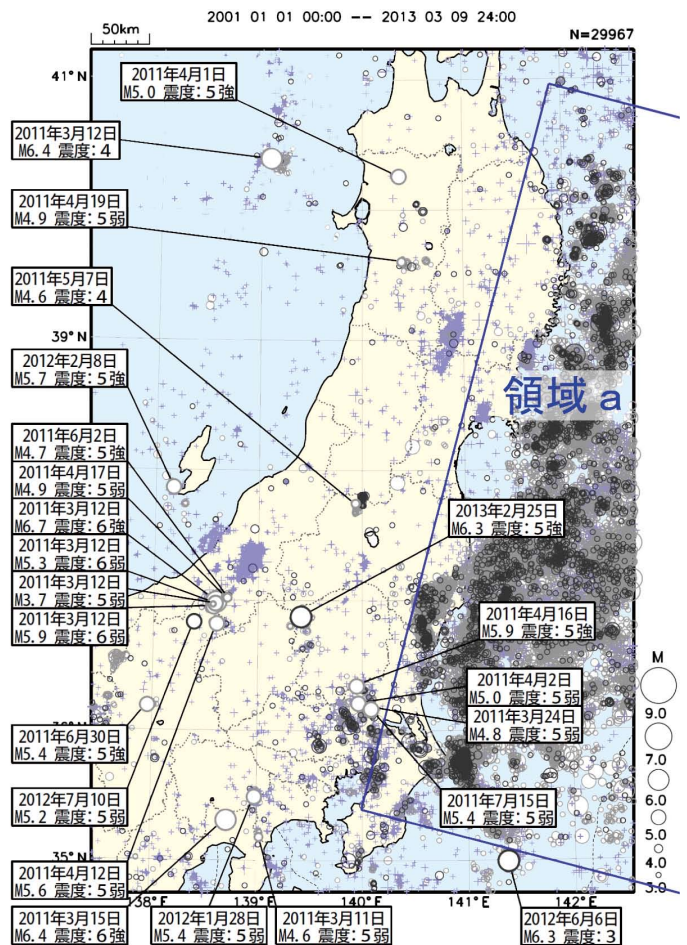 2001 01 01 00:00 -- 2013 03 09 24:00
50km
N=29967
41°N
2011年4月1日
M5.0 震度:5強
2011年3月12日
M6.4 震度:4
2011年4月19日
M4.9 震度:5弱
2011年5月7日
M4.6 震度:4
39°N
2012年2月8日
M5.7 震度:5強
領域a
2011年6月2日
M4.7 震度:5強
2011年4月17日
M4.9 震度:5弱
2011年3月12日
M6.7 震度:6強
2011年3月12日
M5.3 震度:6弱
2011年3月12日
M3.7 震度:5弱
2011年3月12日
M5.9 震度:6弱
2013年2月25日
M6.3 震度:5強
2011年4月16日
M5.9 震度:5強
2011年4月2日
M5.0 震度:5弱
2011年3月24日
M4.8 震度:5弱
2011年6月30日
M5.4 震度:5強
2012年7月10日
M5.2 震度:5弱
2011年7月15日
M5.4 震度:5弱
M
9.0
7.0
6.0
5.0
4.0
3.0
35°N
2011年4月12日
M5.6 震度:5弱
138°E
139°E
140°E
141°E
142°E
2011年3月15日
M6.4 震度:6強
2012年1月28日
M5.4 震度:5弱
2011年3月11日
M4.6 震度:5弱
2012年6月6日
M6.3 震度:3